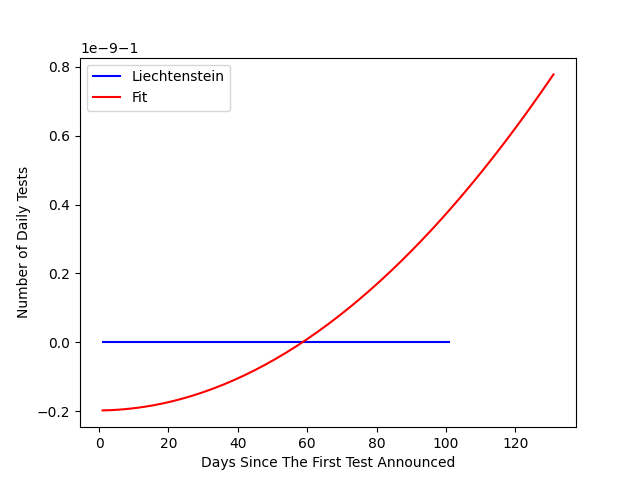 1e−9−1
0.8
0.6
0.4
0.2
0.0
−0.2
0 20 40 60 80 100 120
Number of Daily Tests
Days Since The First Test Announced
Liechtenstein
Fit